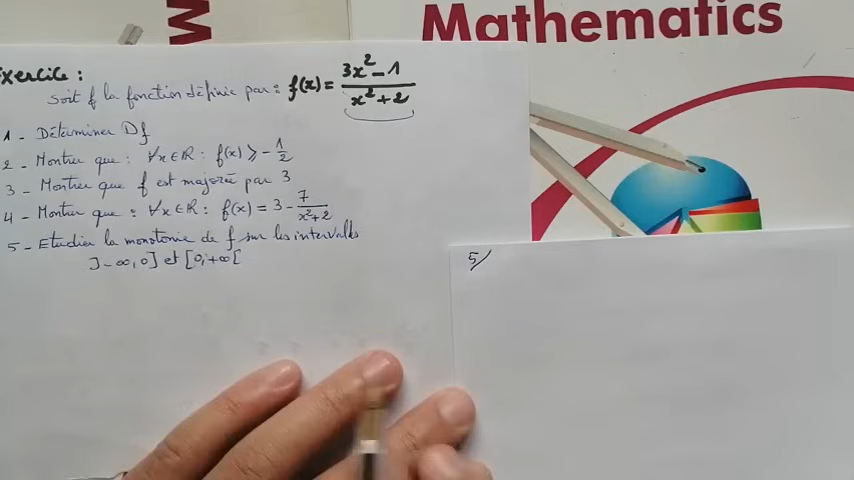 Mathematics
Exercice :
soit f la fonction définie par : f(x) = (3x² - 1)/(x² + 2)
1 - Déterminer Df
2 - Montrer que : ∀x∈ℝ : f(x) ⩾ - 1/2
3 - Montrer que f est majorée par 3
4 - Montrer que : ∀x∈ℝ : f(x) = 3 - 7/(x²+2)
5 - Etudier la monotonie de f sur les intervalles
]-∞,0] et [0,+∞[
5/